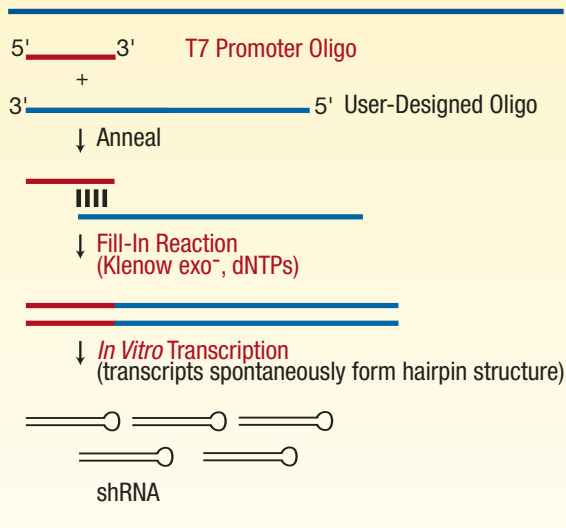 5' 3' T7 Promoter Oligo
+
3' 5' User-Designed Oligo
↓ Anneal
↓ Fill-In Reaction
(Klenow exo⁻, dNTPs)
↓ In Vitro Transcription
(transcripts spontaneously form hairpin structure)
shRNA